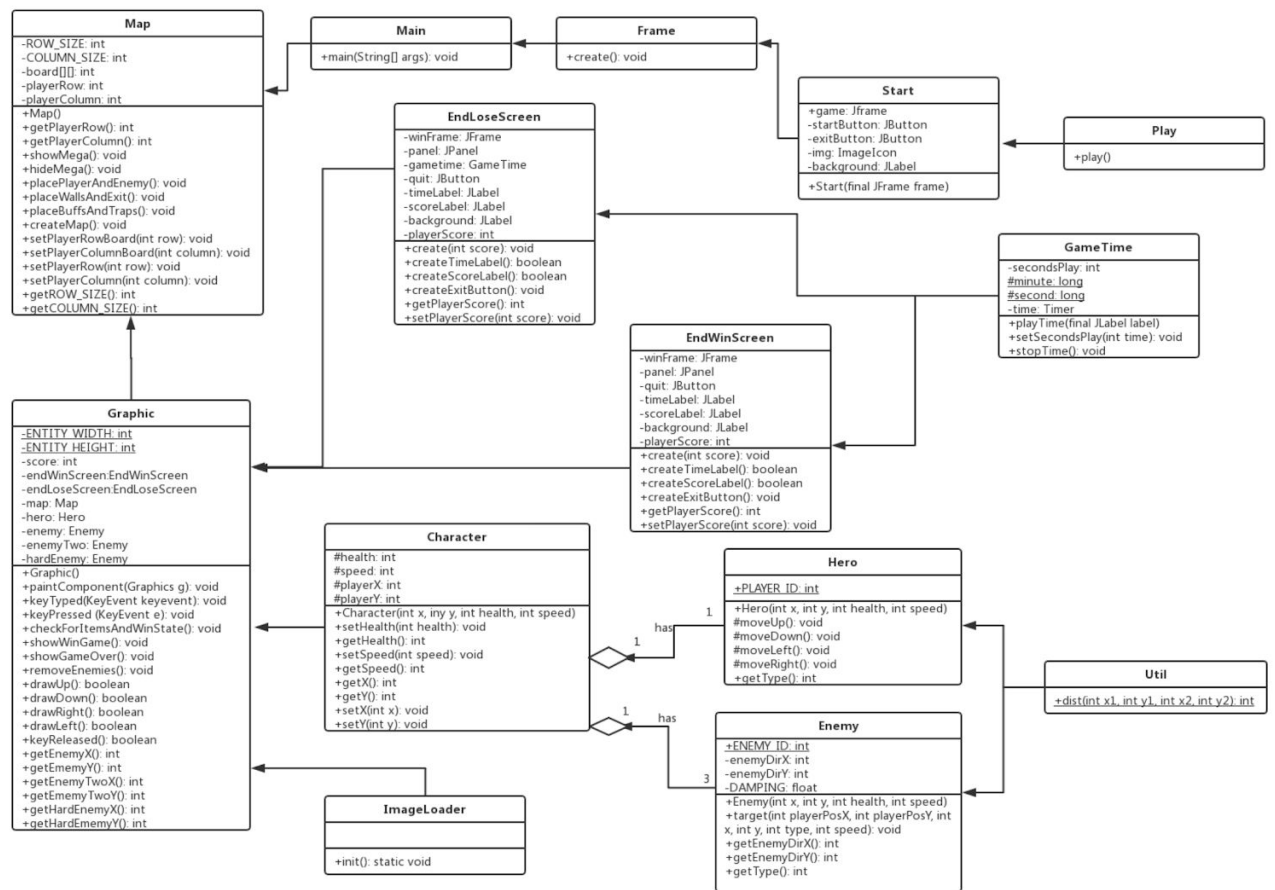 Map
-ROW_SIZE: int
-COLUMN_SIZE: int
-board[][]: int
-playerRow: int
-playerColumn: int
+Map()
+getPlayerRow(): int
+getPlayerColumn(): int
+showMega(): void
+hideMega(): void
+placePlayerAndEnemy(): void
+placeWallsAndExit(): void
+placeBuffsAndTraps(): void
+createMap(): void
+setPlayerRowBoard(int row): void
+setPlayerColumnBoard(int column): void
+setPlayerRow(int row): void
+setPlayerColumn(int column): void
+getROW_SIZE(): int
+getCOLUMN_SIZE(): int
Main
+main(String[] args): void
Frame
+create(): void
Start
+game: Jframe
-startButton: JButton
-exitButton: JButton
-img: ImageIcon
-background: JLabel
+Start(final JFrame frame)
Play
+play()
EndLoseScreen
-winFrame: JFrame
-panel: JPanel
-gametime: GameTime
-quit: JButton
-timeLabel: JLabel
-scoreLabel: JLabel
-background: JLabel
-playerScore: int
+create(int score): void
+createTimeLabel(): boolean
+createScoreLabel(): boolean
+createExitButton(): void
+getPlayerScore(): int
+setPlayerScore(int score): void
GameTime
-secondsPlay: int
#minute: long
#second: long
-time: Timer
+playTime(final JLabel label)
+setSecondsPlay(int time): void
+stopTime(): void
EndWinScreen
-winFrame: JFrame
-panel: JPanel
-quit: JButton
-timeLabel: JLabel
-scoreLabel: JLabel
-background: JLabel
-playerScore: int
+create(int score): void
+createTimeLabel(): boolean
+createScoreLabel(): boolean
+createExitButton(): void
+getPlayerScore(): int
+setPlayerScore(int score): void
Graphic
-ENTITY_WIDTH: int
-ENTITY_HEIGHT: int
-score: int
-endWinScreen:EndWinScreen
-endLoseScreen:EndLoseScreen
-map: Map
-hero: Hero
-enemy: Enemy
-enemyTwo: Enemy
-hardEnemy: Enemy
+Graphic()
+paintComponent(Graphics g): void
+keyTyped(KeyEvent keyevent): void
+keyPressed (KeyEvent e): void
+checkForItemsAndWinState(): void
+showWinGame(): void
+showGameOver(): void
+removeEnemies(): void
+drawUp(): boolean
+drawDown(): boolean
+drawRight(): boolean
+drawLeft(): boolean
+keyReleased(): boolean
+getEnemyX(): int
+getEmemyY(): int
+getEnemyTwoX(): int
+getEmemyTwoY(): int
+getHardEnemyX(): int
+getHardEmemyY(): int
Character
#health: int
#speed: int
#playerX: int
#playerY: int
+Character(int x, iny y, int health, int speed)
+setHealth(int health): void
+getHealth(): int
+setSpeed(int speed): void
+getSpeed(): int
+getX(): int
+getY(): int
+setX(int x): void
+setY(int y): void
1
has
1
1
has
3
Hero
+PLAYER_ID: int
+Hero(int x, int y, int health, int speed)
#moveUp(): void
#moveDown(): void
#moveLeft(): void
#moveRight(): void
+getType(): int
Util
+dist(int x1, int y1, int x2, int y2): int
Enemy
+ENEMY_ID: int
-enemyDirX: int
-enemyDirY: int
-DAMPING: float
+Enemy(int x, int y, int health, int speed)
+target(int playerPosX, int playerPosY, int
x, int y, int type, int speed): void
+getEnemyDirX(): int
+getEnemyDirY(): int
+getType(): int
ImageLoader
+init(): static void